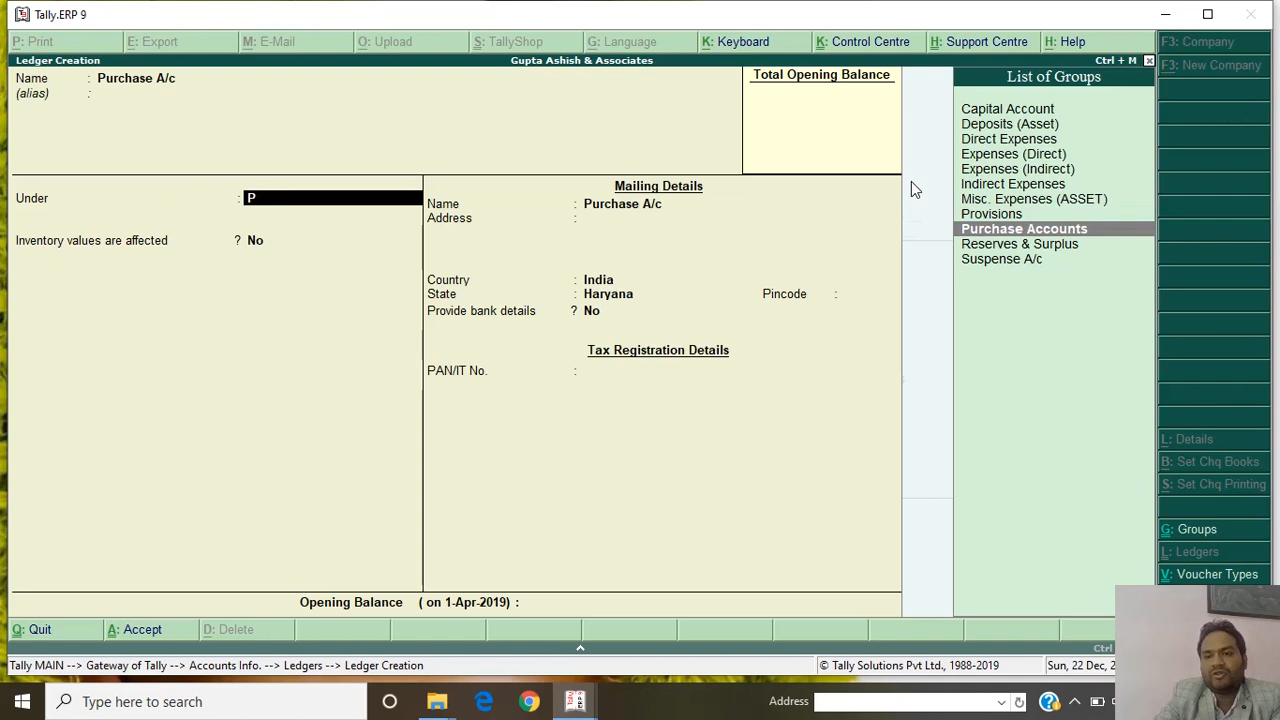 Tally.ERP 9
P: Print
E: Export
M: E-Mail
O: Upload
S: TallyShop
G: Language
K: Keyboard
K: Control Centre
H: Support Centre
H: Help
F3: Company
F3: New Company
Ledger Creation
Gupta Ashish & Associates
Ctrl + M
Name : Purchase A/c
(alias) :
Total Opening Balance
List of Groups
Capital Account
Deposits (Asset)
Direct Expenses
Expenses (Direct)
Expenses (Indirect)
Indirect Expenses
Misc. Expenses (ASSET)
Provisions
Purchase Accounts
Reserves & Surplus
Suspense A/c
Under : P
Inventory values are affected ? No
Mailing Details
Name : Purchase A/c
Address :
Country : India
State : Haryana
Pincode :
Provide bank details ? No
Tax Registration Details
PAN/IT No. :
Opening Balance ( on 1-Apr-2019) :
L: Details
B: Set Chq Books
S: Set Chq Printing
G: Groups
L: Ledgers
V: Voucher Types
Q: Quit
A: Accept
D: Delete
Ctrl
Tally MAIN --> Gateway of Tally --> Accounts Info. --> Ledgers --> Ledger Creation
© Tally Solutions Pvt Ltd., 1988-2019
Sun, 22 Dec, 2
Type here to search
Address